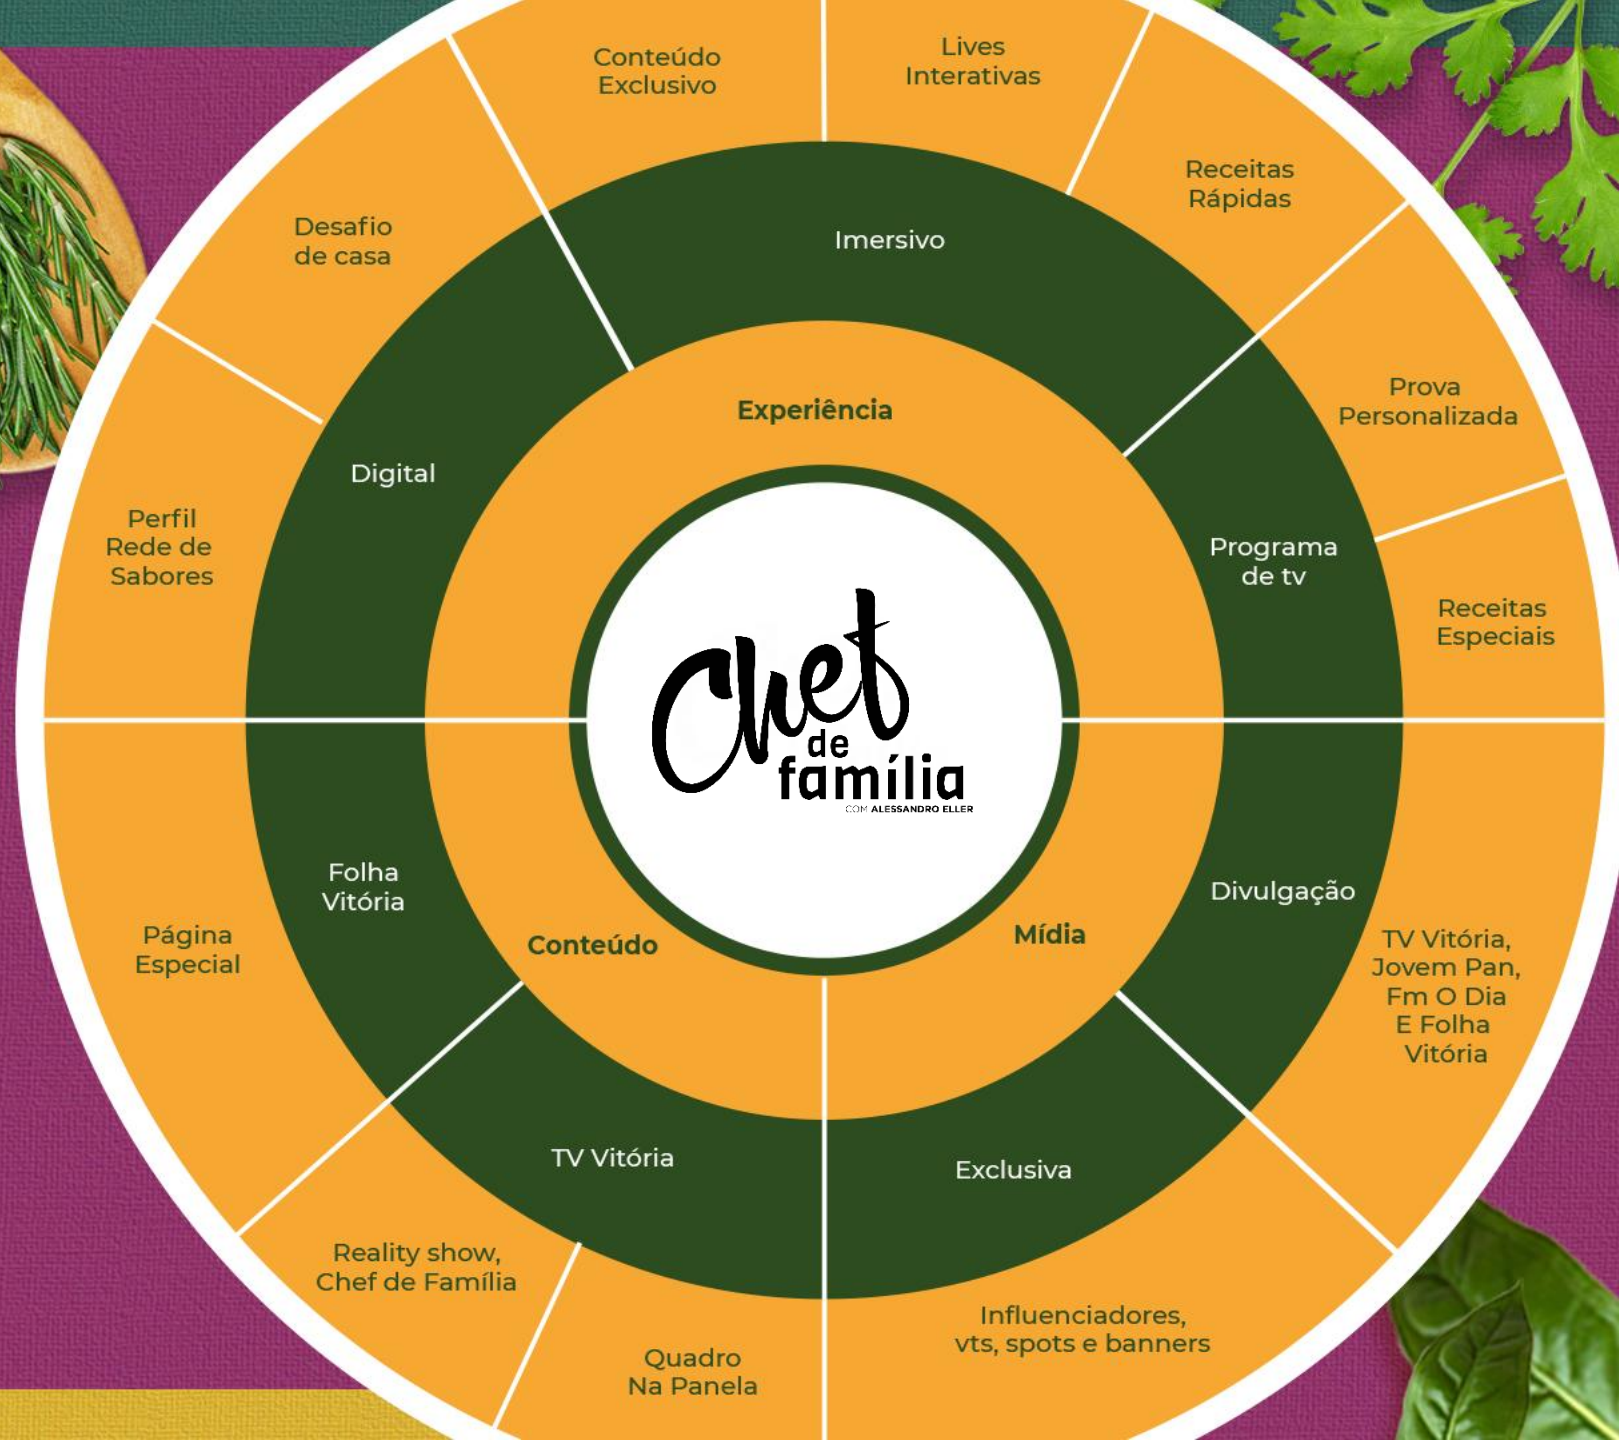 Conteúdo
Exclusivo
Lives
Interativas
Receitas
Rápidas
Desafio
de casa
Imersivo
Prova
Personalizada
Experiência
Digital
Perfil
Rede de
Sabores
Programa
de tv
Receitas
Especiais
Chef
de
família
COM ALESSANDRO ELLER
Folha
Vitória
Divulgação
Página
Especial
Conteúdo
Mídia
TV Vitória,
Jovem Pan,
Fm O Dia
E Folha
Vitória
TV Vitória
Exclusiva
Reality show,
Chef de Família
Influenciadores,
vts, spots e banners
Quadro
Na Panela